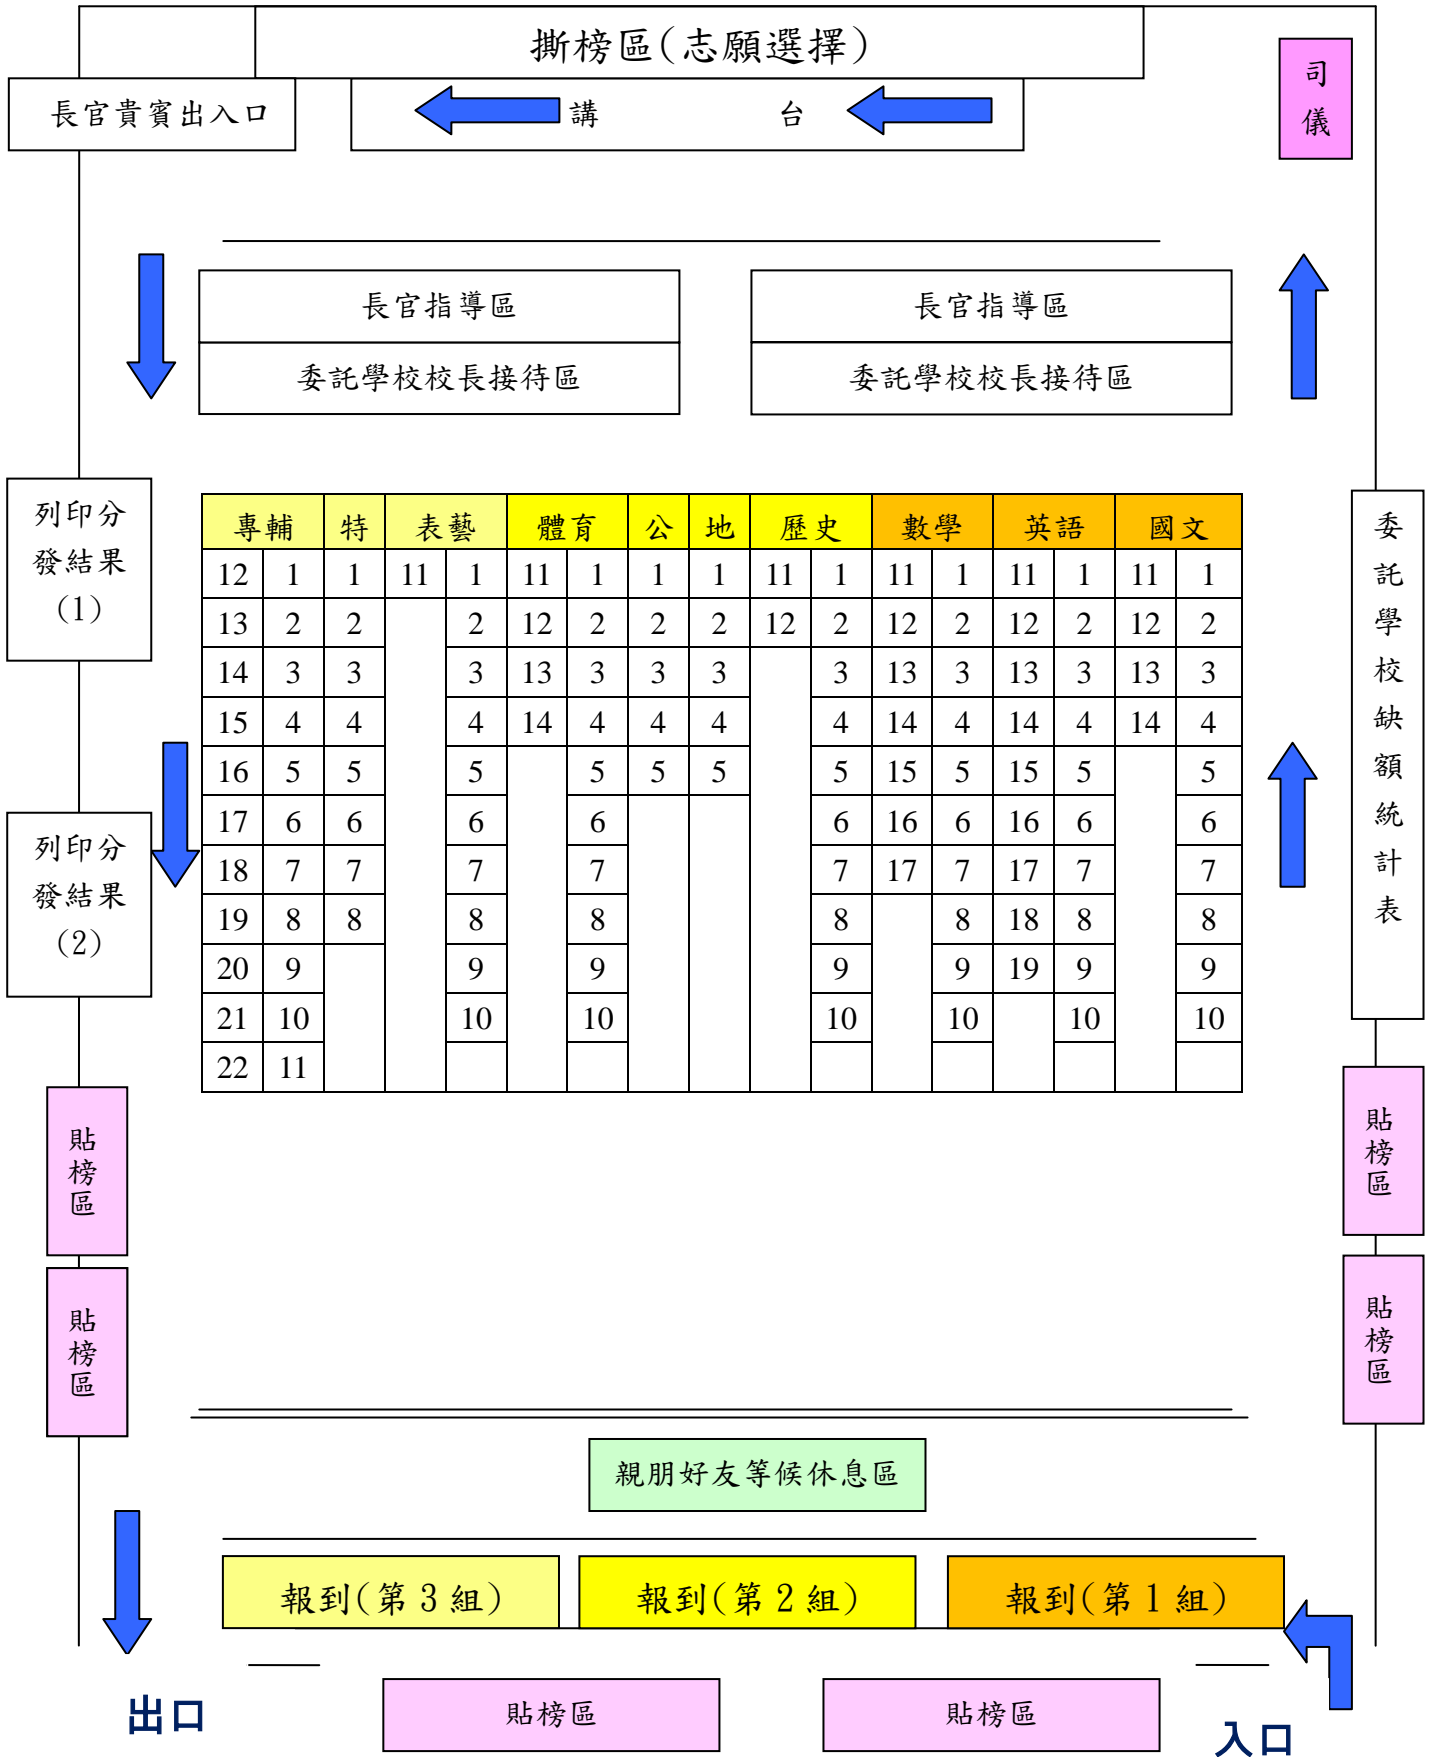 撕榜區(志願選擇)
司儀
長官貴賓出入口
講 台
長官指導區 長官指導區
委託學校校長接待區 委託學校校長接待區
列印分
發結果
(1)
列印分
發結果
(2)
專輔 特 表藝 體育 公 地 歷史 數學 英語 國文
12 1 1 11 1 11 1 1 1 11 1 11 1 11 1 11 1
13 2 2 2 12 2 2 2 12 2 12 2 12 2 12 2
14 3 3 3 13 3 3 3 3 13 3 13 3 13 3
15 4 4 4 14 4 4 4 4 14 4 14 4 14 4
16 5 5 5 5 5 5 5 15 5 15 5 5
17 6 6 6 6 6 16 6 16 6 6
18 7 7 7 7 7 17 7 17 7 7
19 8 8 8 8 8 8 18 8 8
20 9 9 9 9 9 19 9 9
21 10 10 10 10 10 10 10
22 11
委託學校缺額統計表
貼榜區
貼榜區
貼榜區
貼榜區
親朋好友等候休息區
報到(第3組) 報到(第2組) 報到(第1組)
出口
貼榜區 貼榜區
入口